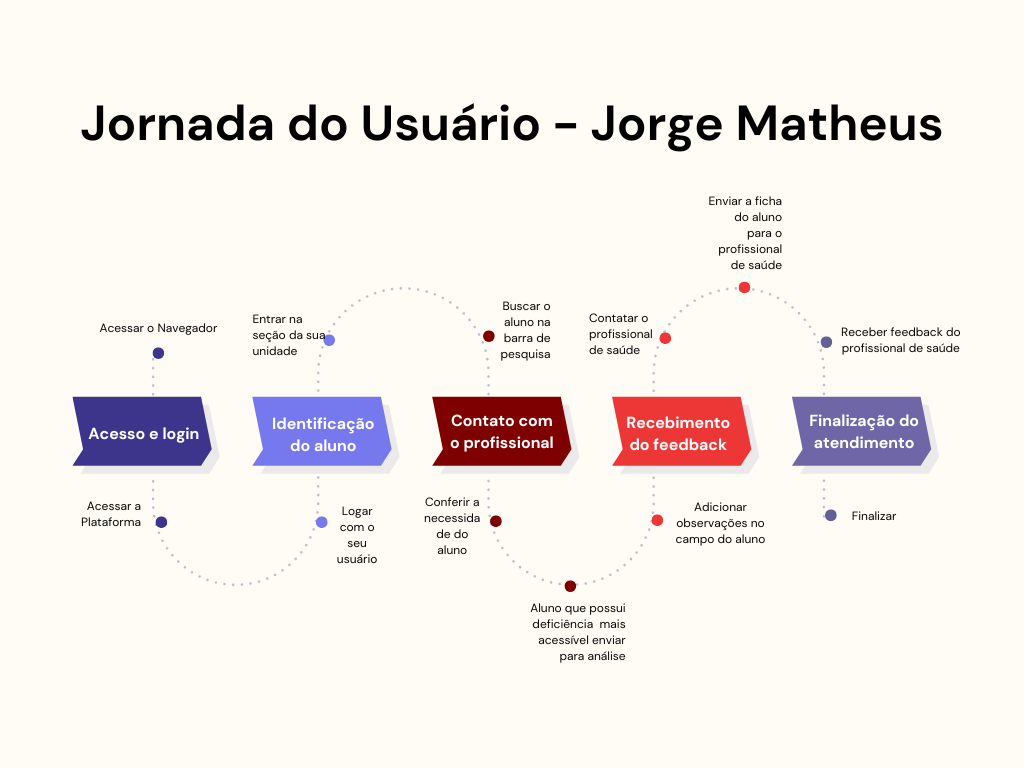 Jornada do Usuário - Jorge Matheus
Acessar o Navegador
Acesso e login
Acessar a
Plataforma
Logar
com o
seu
usuário
Identificação
do aluno
Entrar na
seção da sua
unidade
Buscar o
aluno na
barra de
pesquisa
Contato com
o profissional
Conferir a
necessida
de do
aluno
Aluno que possui
deficiência  mais
acessível enviar
para análise
Adicionar
observações no
campo do aluno
Recebimento
do feedback
Contatar o
profissional
de saúde
Enviar a ficha
do aluno
para o
profissional
de saúde
Receber feedback do
profissional de saúde
Finalização do
atendimento
Finalizar